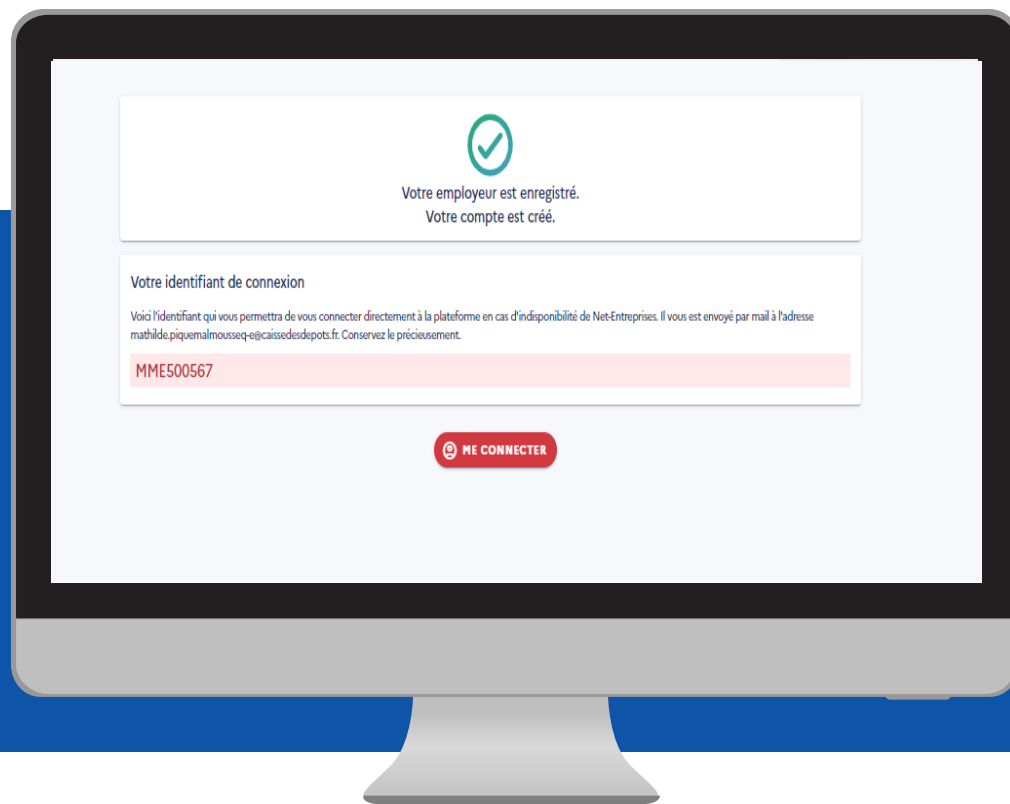 Votre employeur est enregistré.
Votre compte est créé.
Votre identifiant de connexion
Voici l'identifiant qui vous permettra de vous connecter directement à la plateforme en cas d'indisponibilité de Net-Entreprises. Il vous est envoyé par mail à l'adresse
mathilde.piquemalmousseq-e@caissedesdepots.fr. Conservez le précieusement.
MME500567
ME CONNECTER